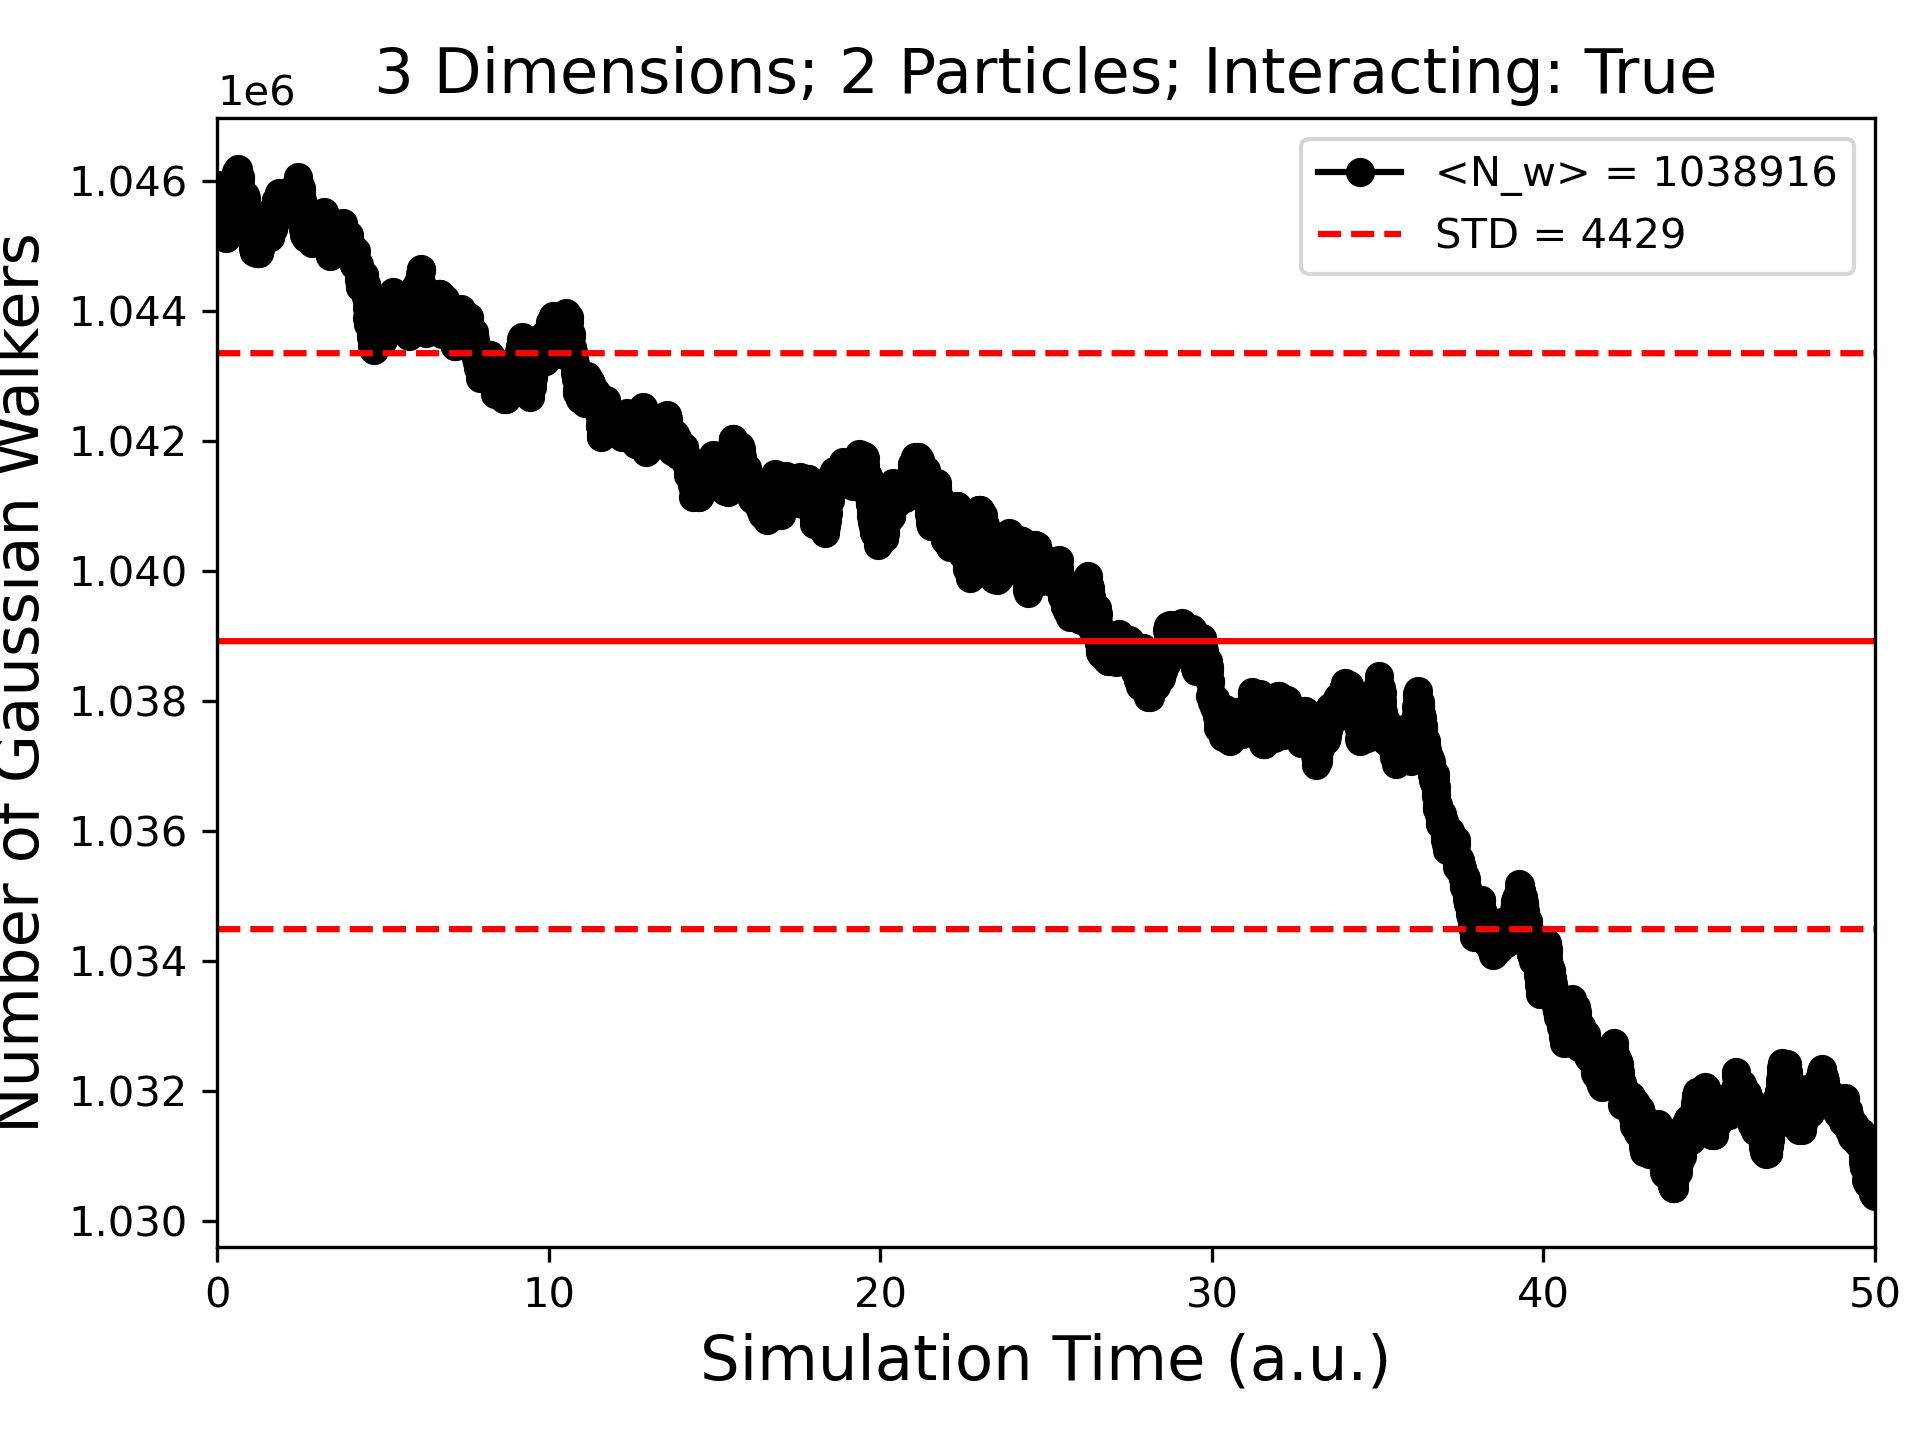 3 Dimensions; 2 Particles; Interacting: True
1e6
<N_w> = 1038916
STD = 4429
1.046
1.044
1.042
1.040
1.038
1.036
1.034
1.032
1.030
Number of Gaussian Walkers
0 10 20 30 40 50
Simulation Time (a.u.)